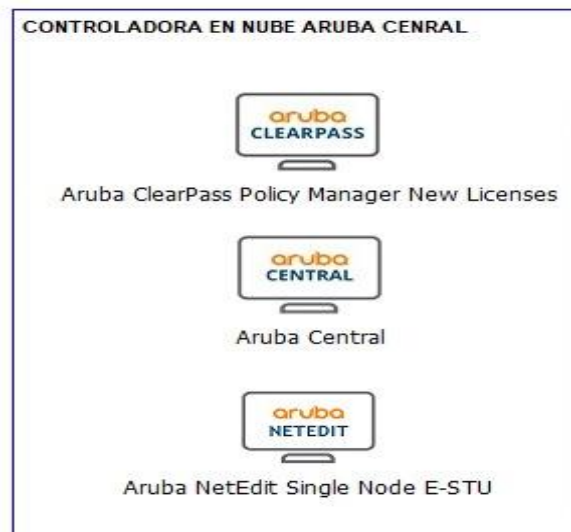 CONTROLADORA EN NUBE ARUBA CENRAL
aruba
CLEARPASS
Aruba ClearPass Policy Manager New Licenses
aruba
CENTRAL
Aruba Central
aruba
NETEDIT
Aruba NetEdit Single Node E-STU